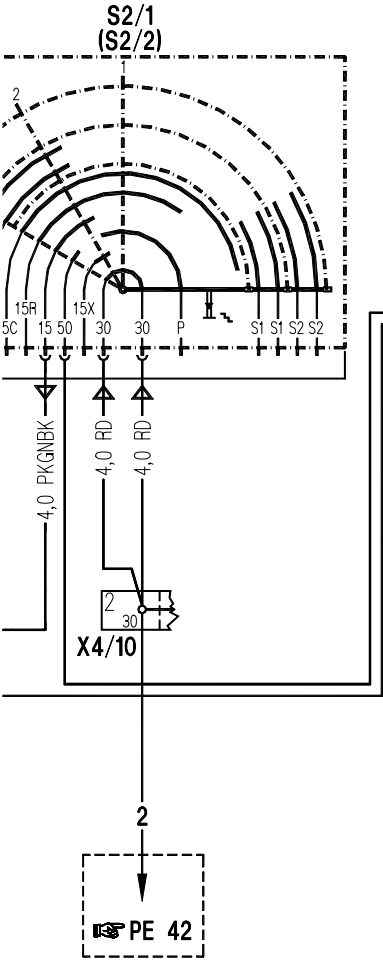 S2/1
(S2/2)
1
2
5C 15R 15 50 15X 30 30 P S1 S1 S2 S2
4,0 PKGNBK
4,0 RD
4,0 RD
2
30
X4/10
2
PE 42